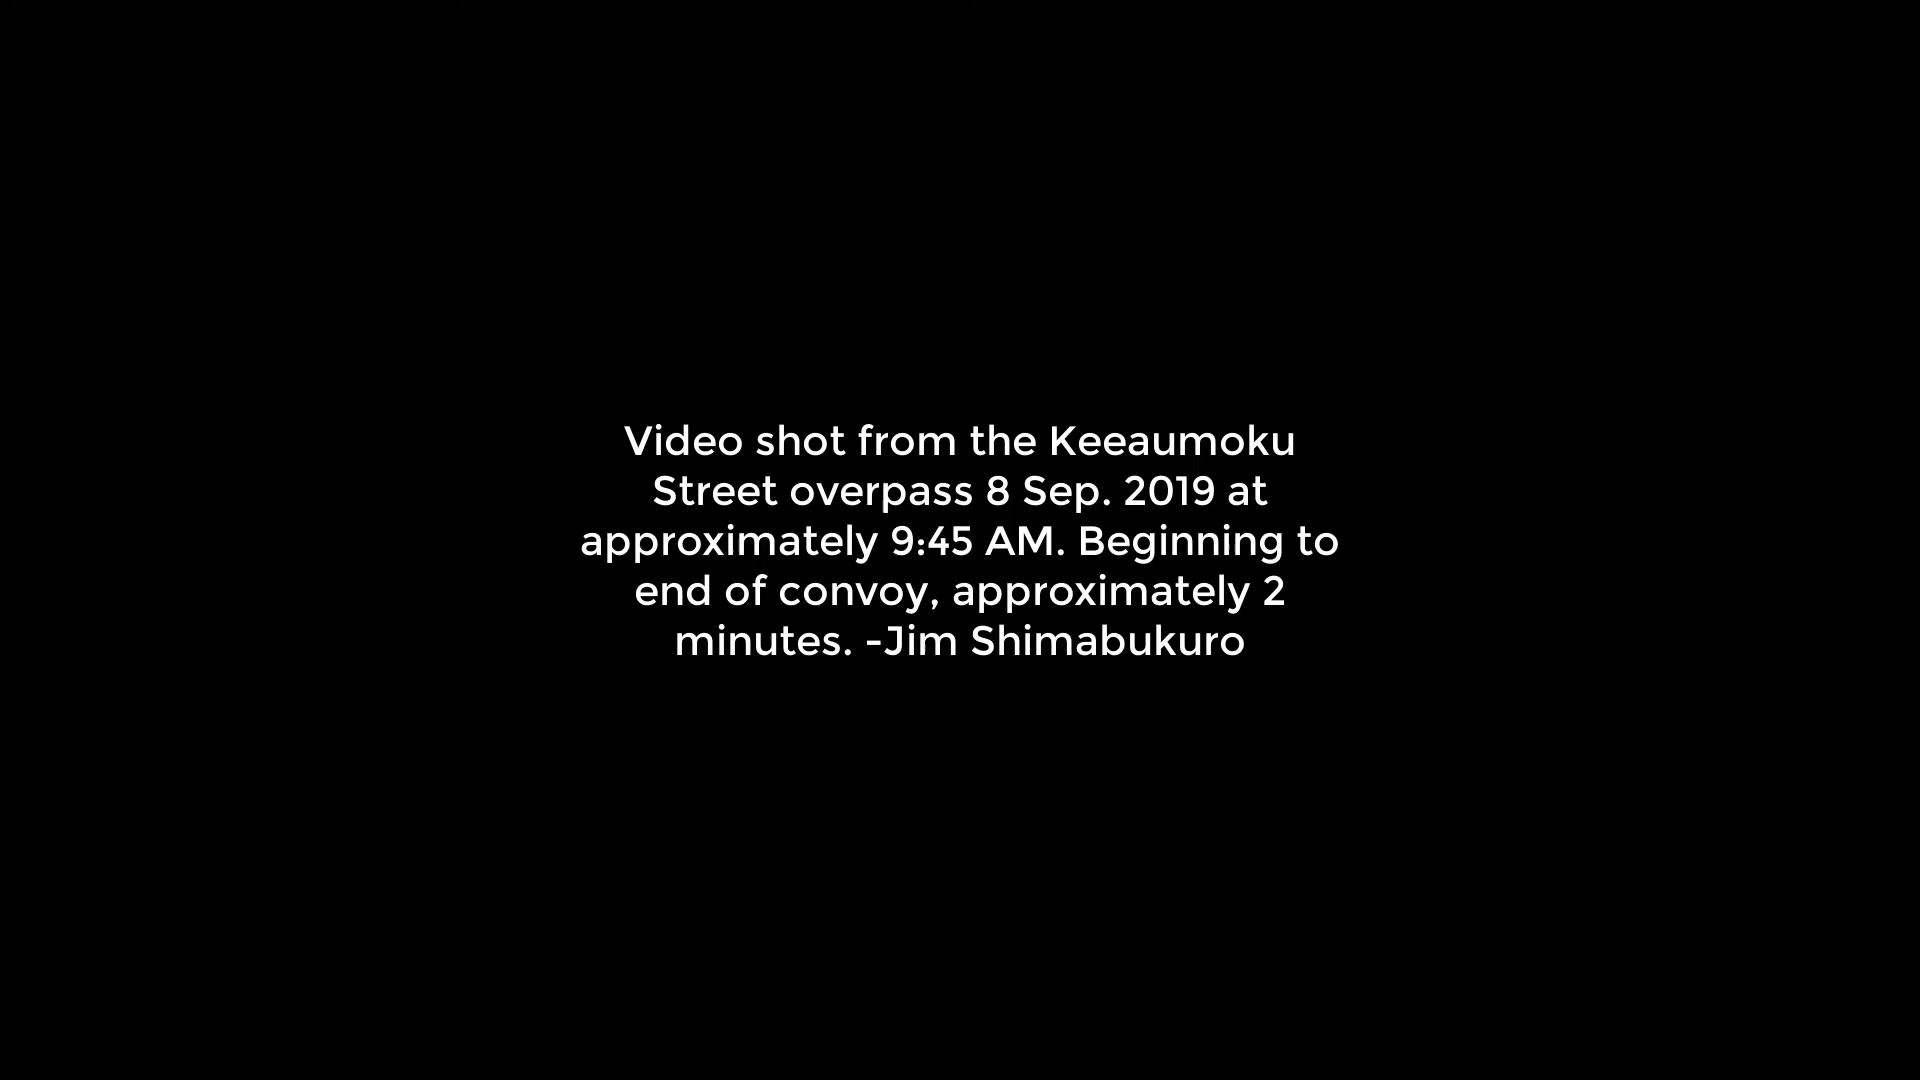 Video shot from the Keeaumoku
Street overpass 8 Sep. 2019 at
approximately 9:45 AM. Beginning to
end of convoy, approximately 2
minutes. -Jim Shimabukuro